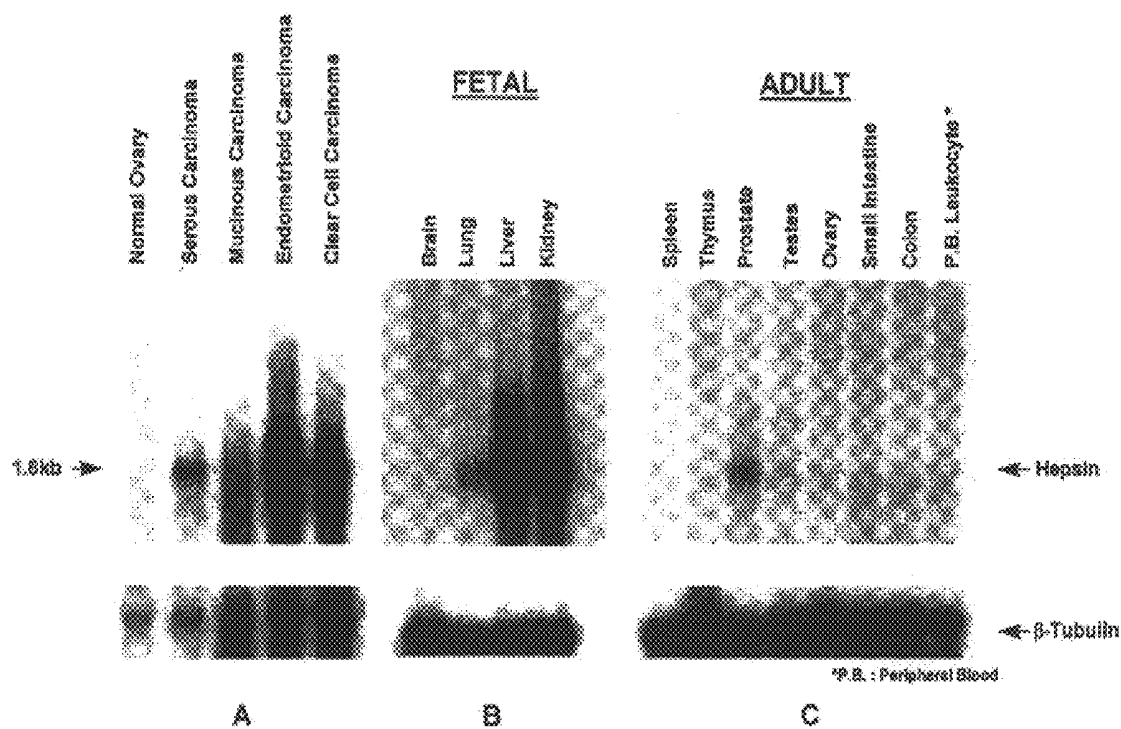 FETAL
ADULT
Normal Ovary
Serous Carcinoma
Mucinous Carcinoma
Endometrioid Carcinoma
Clear Cell Carcinoma
Brain
Lung
Liver
Kidney
Spleen
Thymus
Prostate
Testes
Ovary
Small Intestine
Colon
P.B. Leukocyte *
1.8kb
Hepsin
β-Tubulin
*P.B. : Peripheral Blood
A
B
C